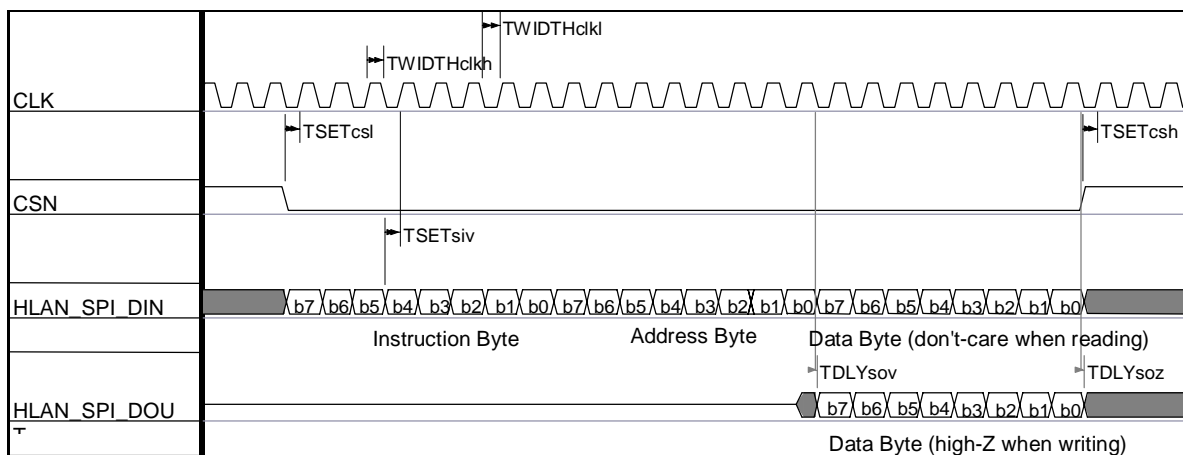 TWIDTHclkl
TWIDTHclkh
CLK
TSETcsl
TSETcsh
CSN
TSETsiv
HLAN_SPI_DIN
b7 b6 b5 b4 b3 b2 b1 b0 b7 b6 b5 b4 b3 b2 b1 b0 b7 b6 b5 b4 b3 b2 b1 b0
Instruction Byte Address Byte Data Byte (don't-care when reading)
TDLYsov TDLYsoz
HLAN_SPI_DOU
b7 b6 b5 b4 b3 b2 b1 b0
T
Data Byte (high-Z when writing)